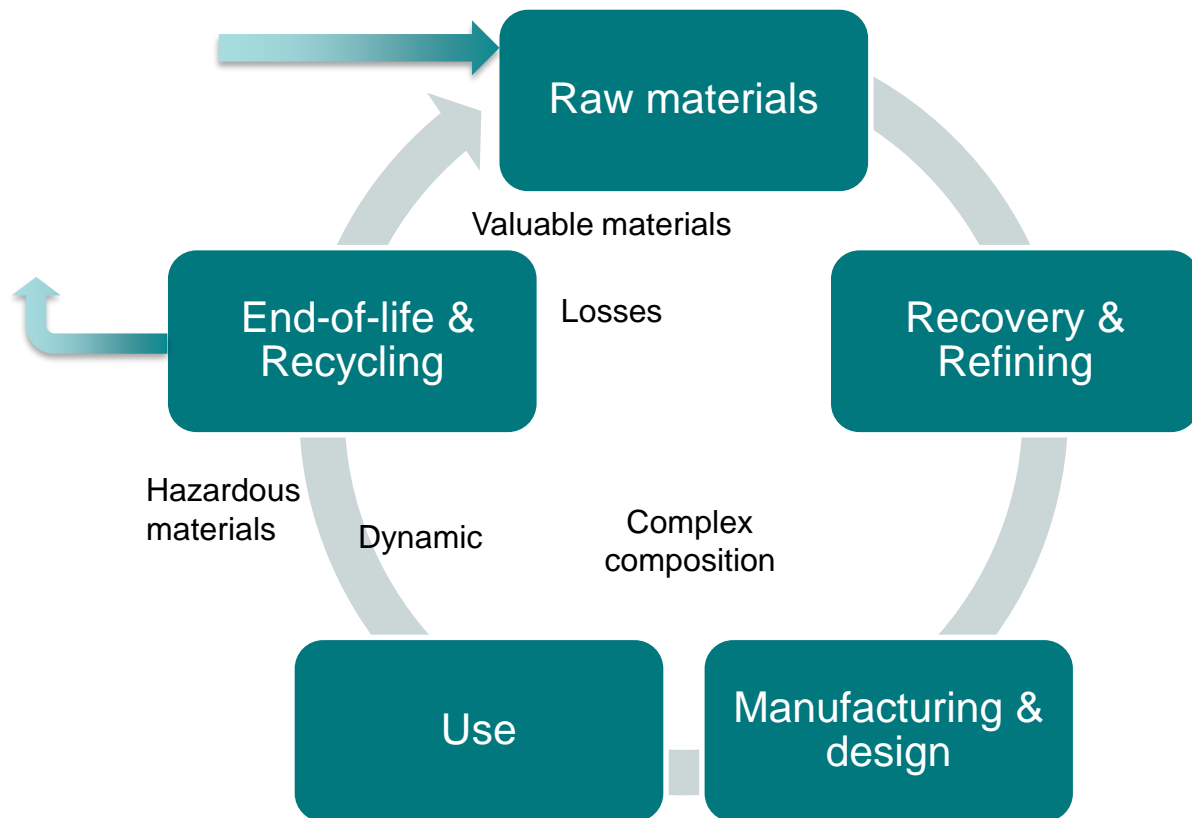 Raw materials
Valuable materials
End-of-life &
Recycling
Losses
Recovery &
Refining
Hazardous
materials
Dynamic
Complex
composition
Use
Manufacturing &
design